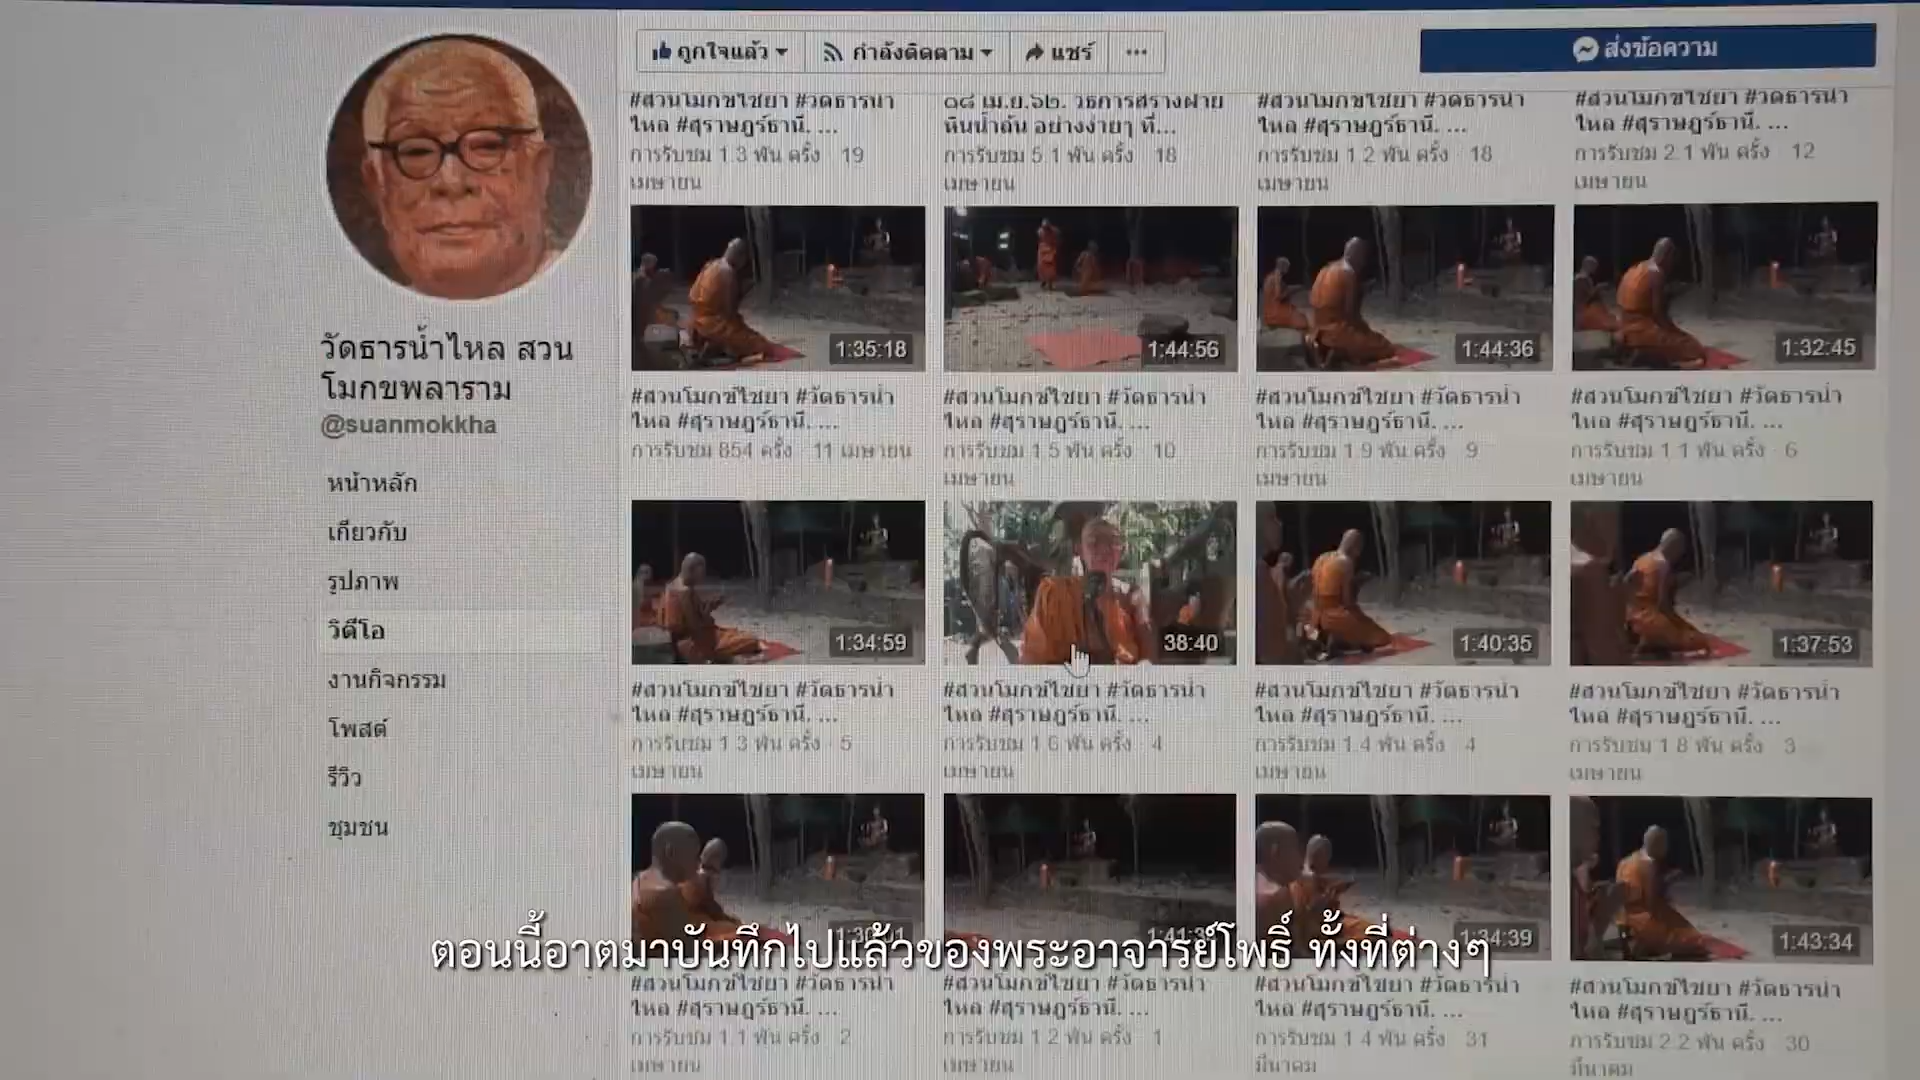 ถูกใจแล้ว
กำลังติดตาม
แชร์
ส่งข้อความ
วัดธารน้ำไหล สวน
โมกขพลาราม
@suanmokkha
หน้าหลัก
เกี่ยวกับ
รูปภาพ
วิดีโอ
งานกิจกรรม
โพสต์
รีวิว
ชุมชน
#สวนโมกข์ไชยา #วัดธารน้ำ
ไหล #สุราษฎร์ธานี. ...
การรับชม 1.3 พัน ครั้ง · 19
เมษายน
๑๘ เม.ย.๖๒. วิธีการสร้างฝาย
หินน้ำล้น อย่างง่ายๆ ที่...
การรับชม 5.1 พัน ครั้ง · 18
เมษายน
#สวนโมกข์ไชยา #วัดธารน้ำ
ไหล #สุราษฎร์ธานี. ...
การรับชม 1.2 พัน ครั้ง · 18
เมษายน
#สวนโมกข์ไชยา #วัดธารน้ำ
ไหล #สุราษฎร์ธานี. ...
การรับชม 2.1 พัน ครั้ง · 12
เมษายน
1:35:18
#สวนโมกข์ไชยา #วัดธารน้ำ
ไหล #สุราษฎร์ธานี. ...
การรับชม 854 ครั้ง · 11 เมษายน
1:44:56
#สวนโมกข์ไชยา #วัดธารน้ำ
ไหล #สุราษฎร์ธานี. ...
การรับชม 1.5 พัน ครั้ง · 10
เมษายน
1:44:36
#สวนโมกข์ไชยา #วัดธารน้ำ
ไหล #สุราษฎร์ธานี. ...
การรับชม 1.9 พัน ครั้ง · 9
เมษายน
1:32:45
#สวนโมกข์ไชยา #วัดธารน้ำ
ไหล #สุราษฎร์ธานี. ...
การรับชม 1.1 พัน ครั้ง · 6
เมษายน
1:34:59
#สวนโมกข์ไชยา #วัดธารน้ำ
ไหล #สุราษฎร์ธานี. ...
การรับชม 1.3 พัน ครั้ง · 5
เมษายน
38:40
#สวนโมกข์ไชยา #วัดธารน้ำ
ไหล #สุราษฎร์ธานี. ...
การรับชม 1.6 พัน ครั้ง · 4
เมษายน
1:40:35
#สวนโมกข์ไชยา #วัดธารน้ำ
ไหล #สุราษฎร์ธานี. ...
การรับชม 1.4 พัน ครั้ง · 4
เมษายน
1:37:53
#สวนโมกข์ไชยา #วัดธารน้ำ
ไหล #สุราษฎร์ธานี. ...
การรับชม 1.8 พัน ครั้ง · 3
เมษายน
#สวนโมกข์ไชยา #วัดธารน้ำ
ไหล #สุราษฎร์ธานี. ...
การรับชม 1.1 พัน ครั้ง · 2
เมษายน
#สวนโมกข์ไชยา #วัดธารน้ำ
ไหล #สุราษฎร์ธานี. ...
การรับชม 1.2 พัน ครั้ง · 1
เมษายน
1:34:39
#สวนโมกข์ไชยา #วัดธารน้ำ
ไหล #สุราษฎร์ธานี. ...
การรับชม 1.4 พัน ครั้ง · 31
มีนาคม
1:43:34
#สวนโมกข์ไชยา #วัดธารน้ำ
ไหล #สุราษฎร์ธานี. ...
การรับชม 2.2 พัน ครั้ง · 30
มีนาคม
ตอนนี้อาตมาบันทึกไปแล้วของพระอาจารย์โพธิ์ ทั้งที่ต่างๆ